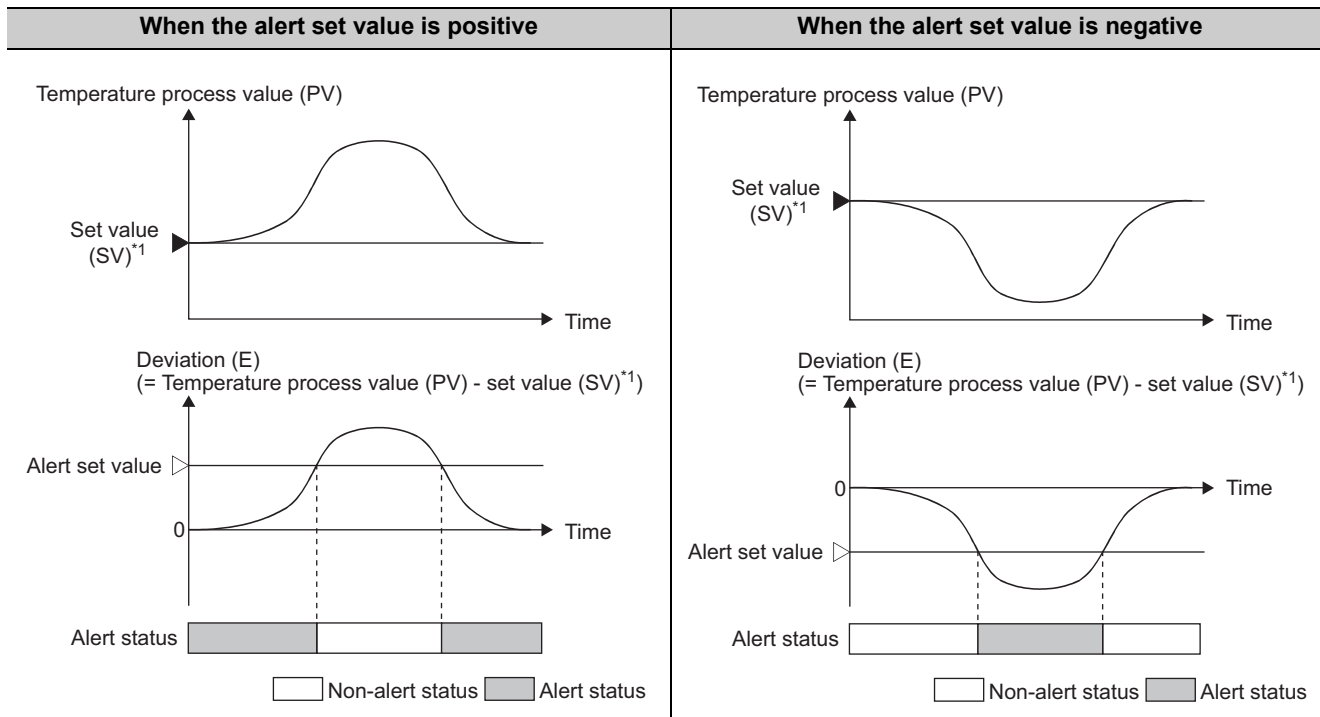 When the alert set value is positive
When the alert set value is negative
Temperature process value (PV)
Set value
(SV)*1
Time
Deviation (E)
(= Temperature process value (PV) - set value (SV)*1)
Alert set value
0
Time
Alert status
Non-alert status
Alert status
Temperature process value (PV)
Set value
(SV)*1
Time
Deviation (E)
(= Temperature process value (PV) - set value (SV)*1)
0
Time
Alert set value
Alert status
Non-alert status
Alert status